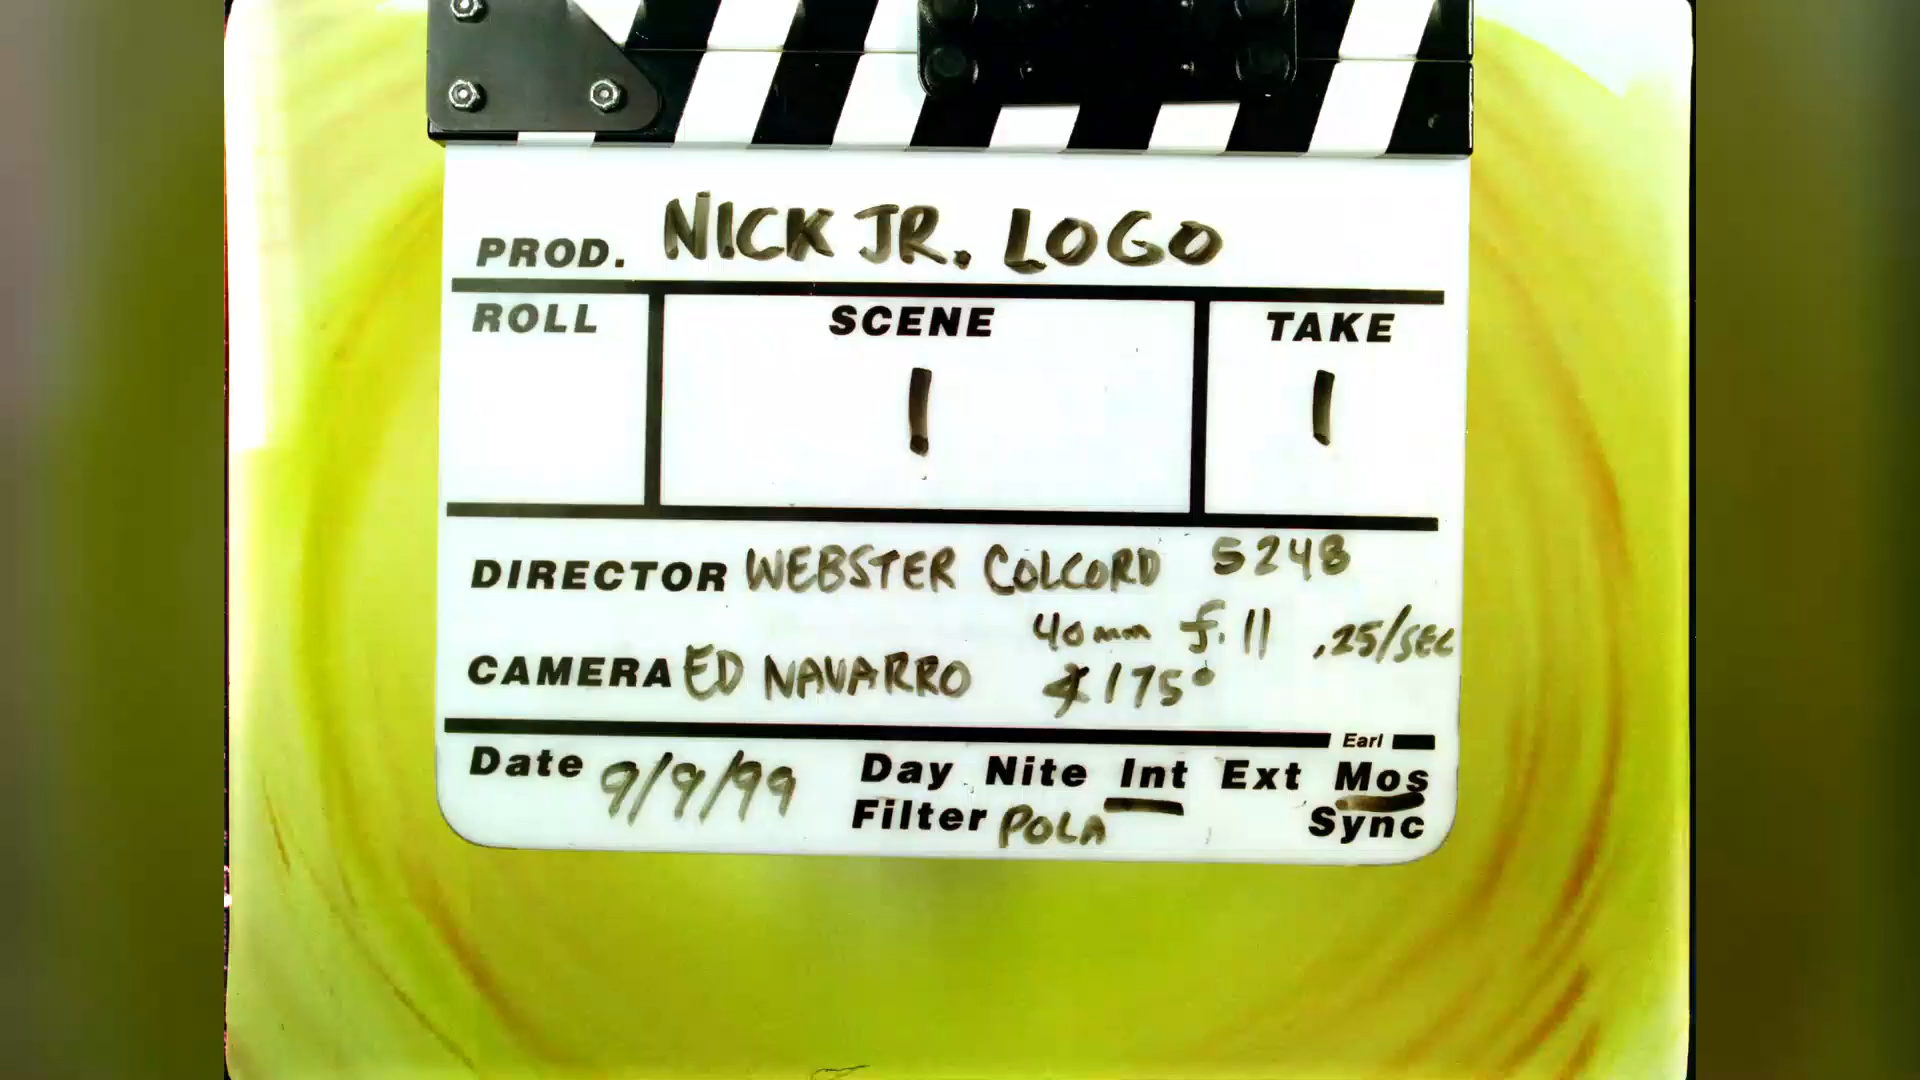 PROD. NICK JR. LOGO
ROLL SCENE TAKE
1 1
DIRECTOR WEBSTER COLCORD 5248
40mm f.11 .25/SEC
CAMERA ED NAVARRO ∡175°
Earl
Date 9/9/99 Day Nite Int Ext Mos
Filter POLA Sync